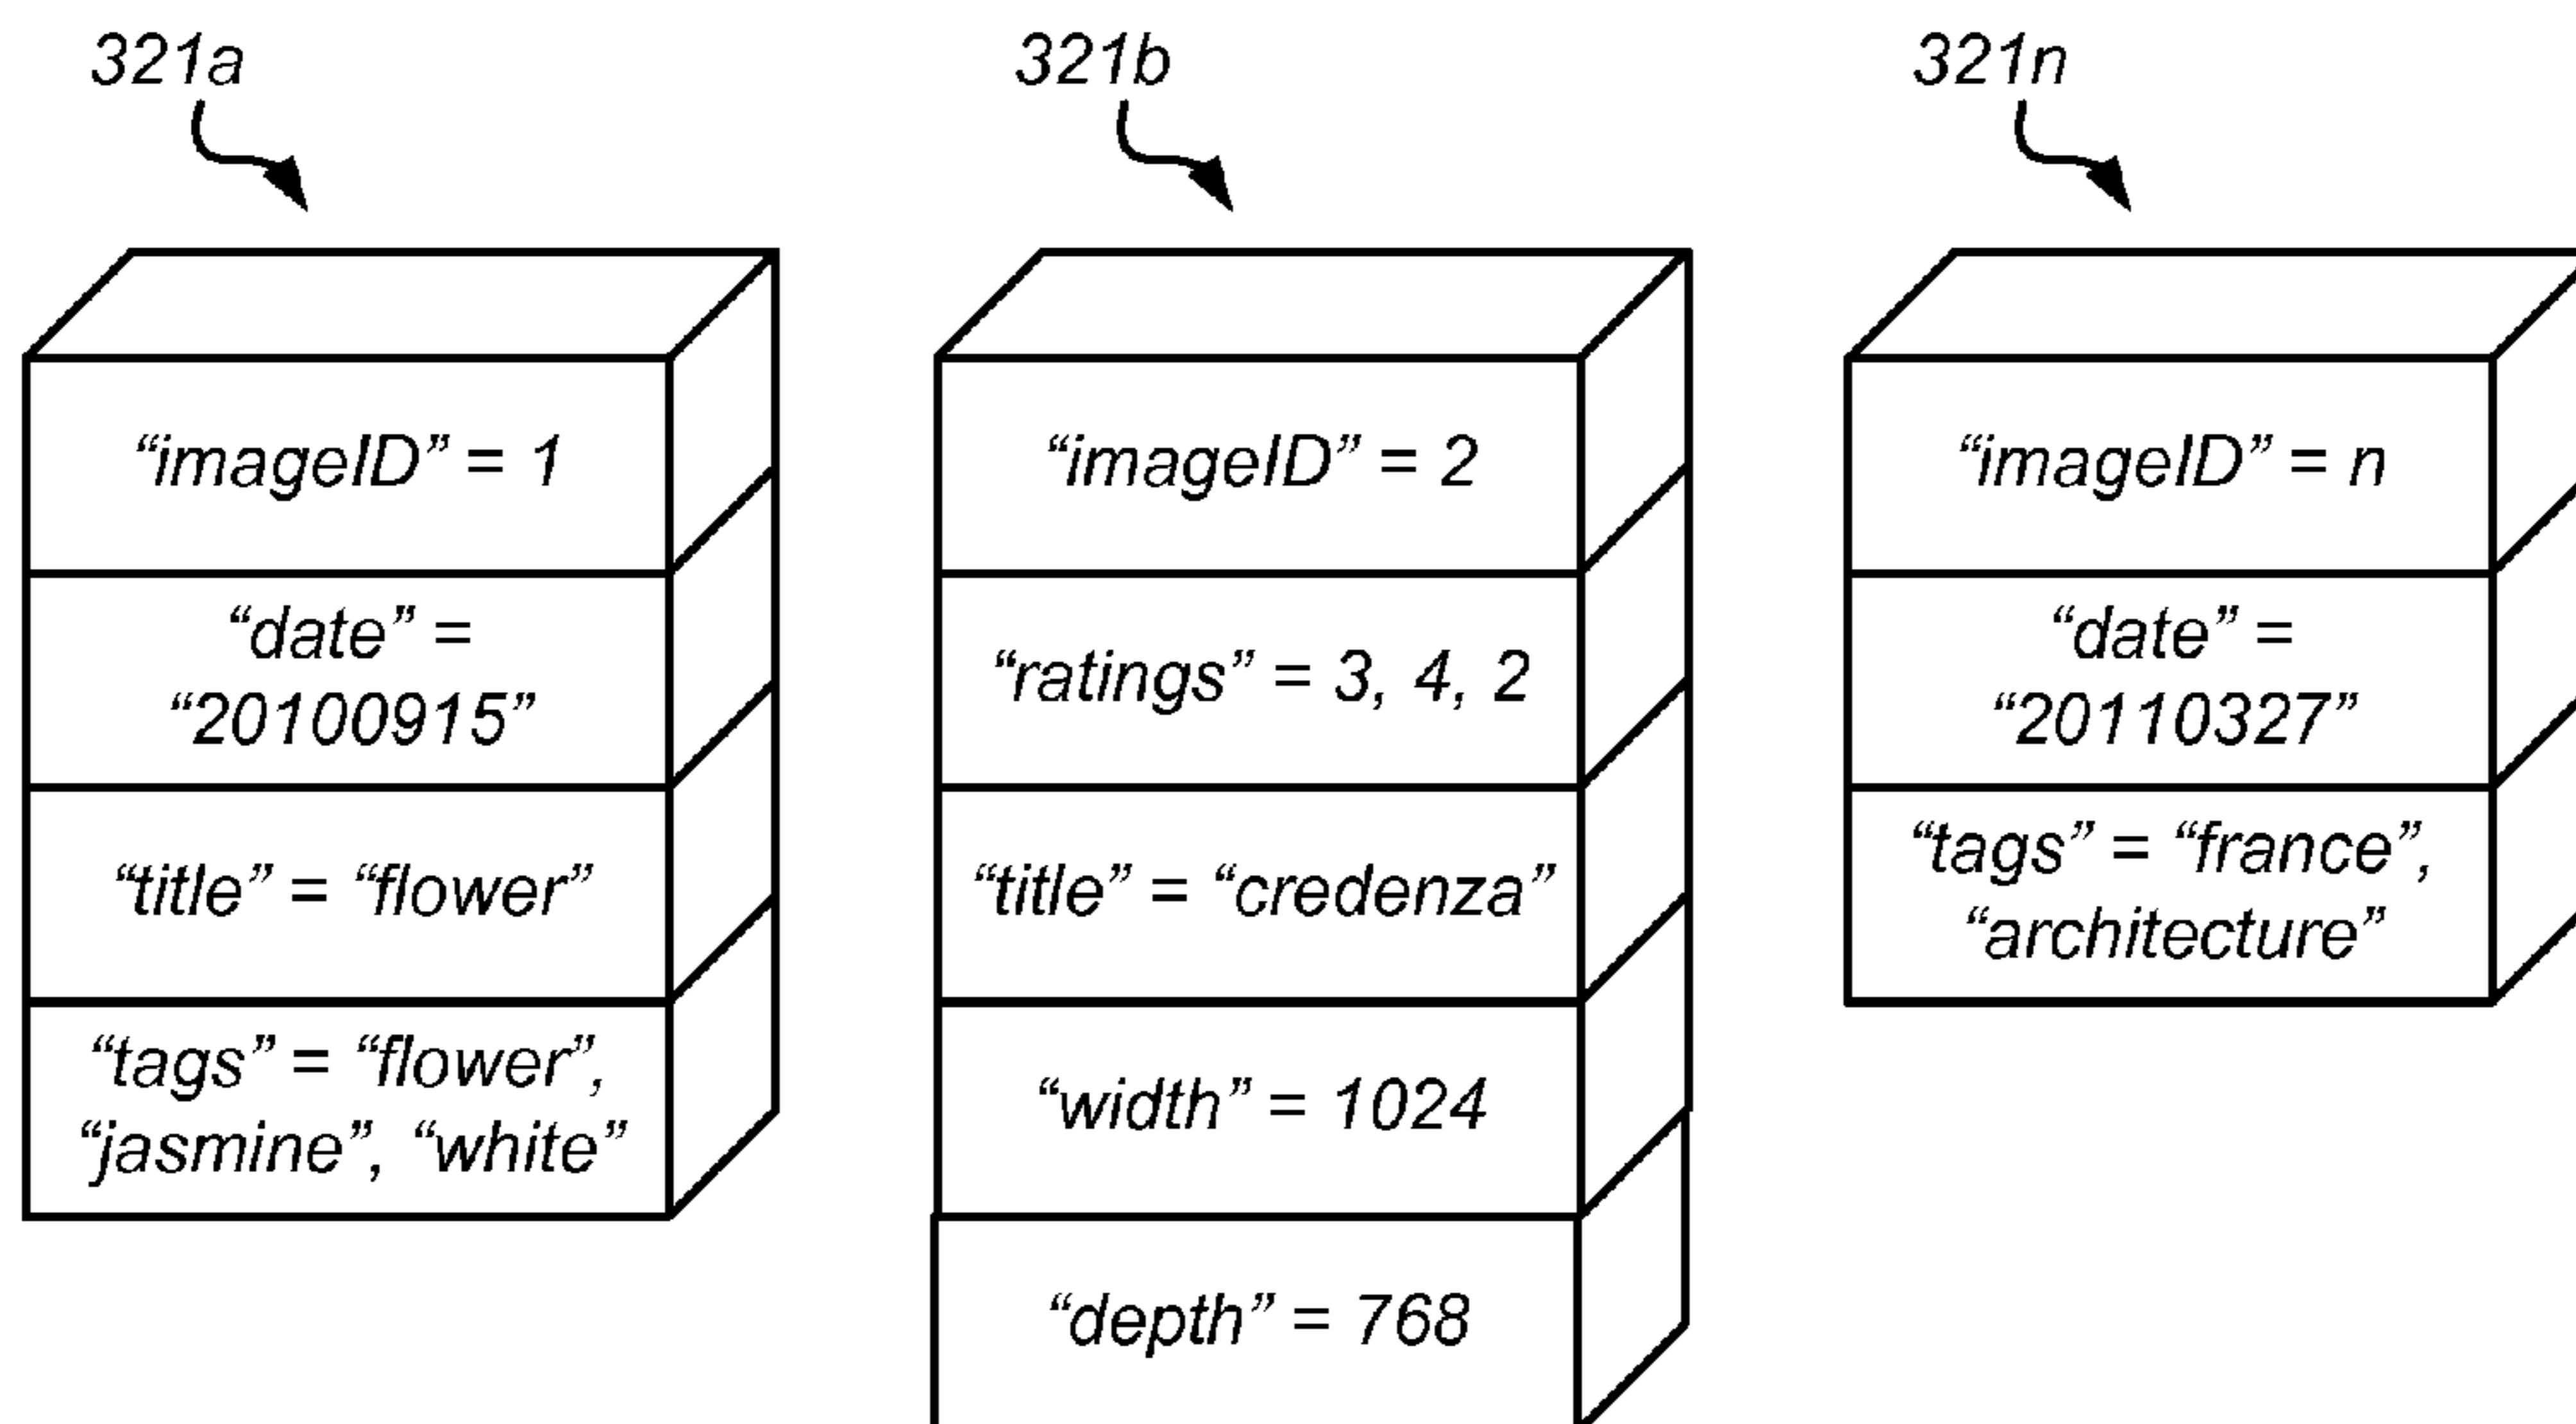 321a
321b
321n
“imageID” = 1
“date” =
“20100915”
“title” = “flower”
“tags” = “flower”,
“jasmine”, “white”
“imageID” = 2
“ratings” = 3, 4, 2
“title” = “credenza”
“width” = 1024
“depth” = 768
“imageID” = n
“date” =
“20110327”
“tags” = “france”,
“architecture”